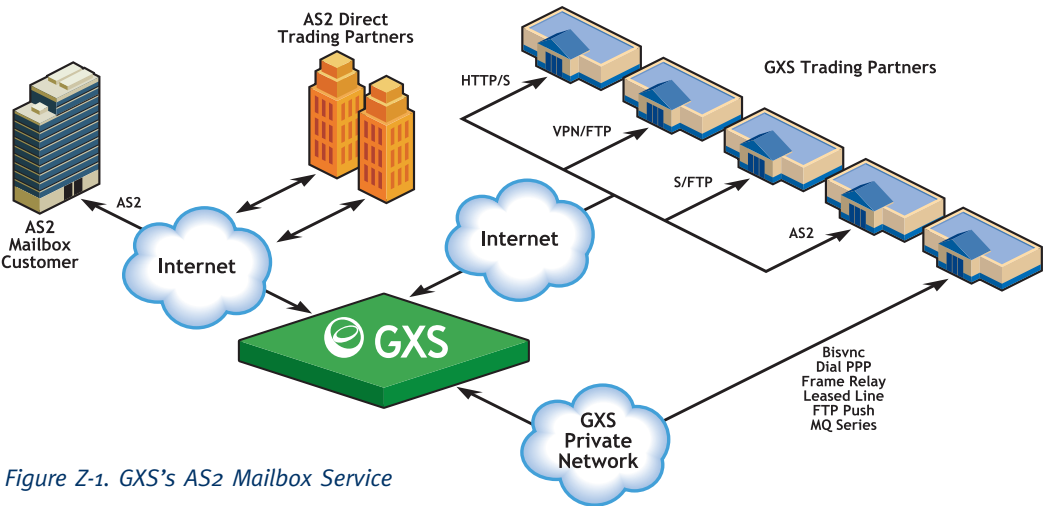 AS2 Direct
Trading Partners
GXS Trading Partners
HTTP/S
VPN/FTP
S/FTP
AS2
AS2
AS2
Mailbox
Customer
Internet
Internet
GXS
Bisvnc
Dial PPP
Frame Relay
Leased Line
FTP Push
MQ Series
GXS
Private
Network
Figure Z-1. GXS's AS2 Mailbox Service